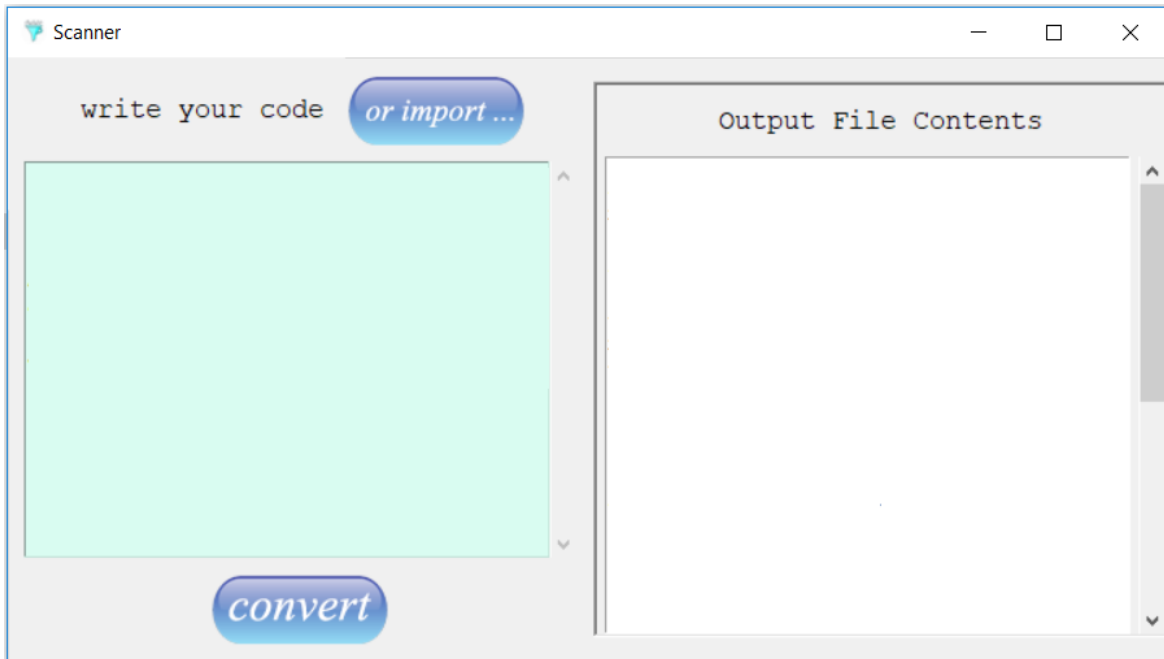 Scanner
write your code
or import ...
Output File Contents
convert